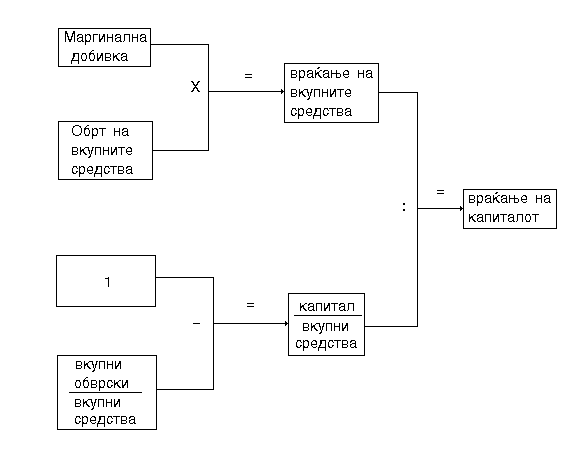 Маргинална
добивка
X
=
враќање на
вкупните
средства
Обрт на
вкупните
средства
:
=
враќање на
капиталот
1
–
=
капитал
вкупни
средства
вкупни
обврски
вкупни
средства